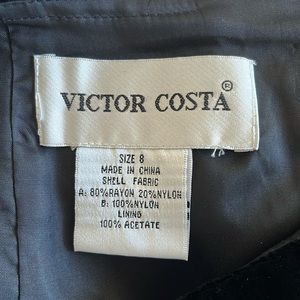 VICTOR COSTA®
SIZE 8
MADE IN CHINA
SHELL FABRIC
A: 80%RAYON 20%NYLON
B: 100%NYLON
LINING
100% ACETATE